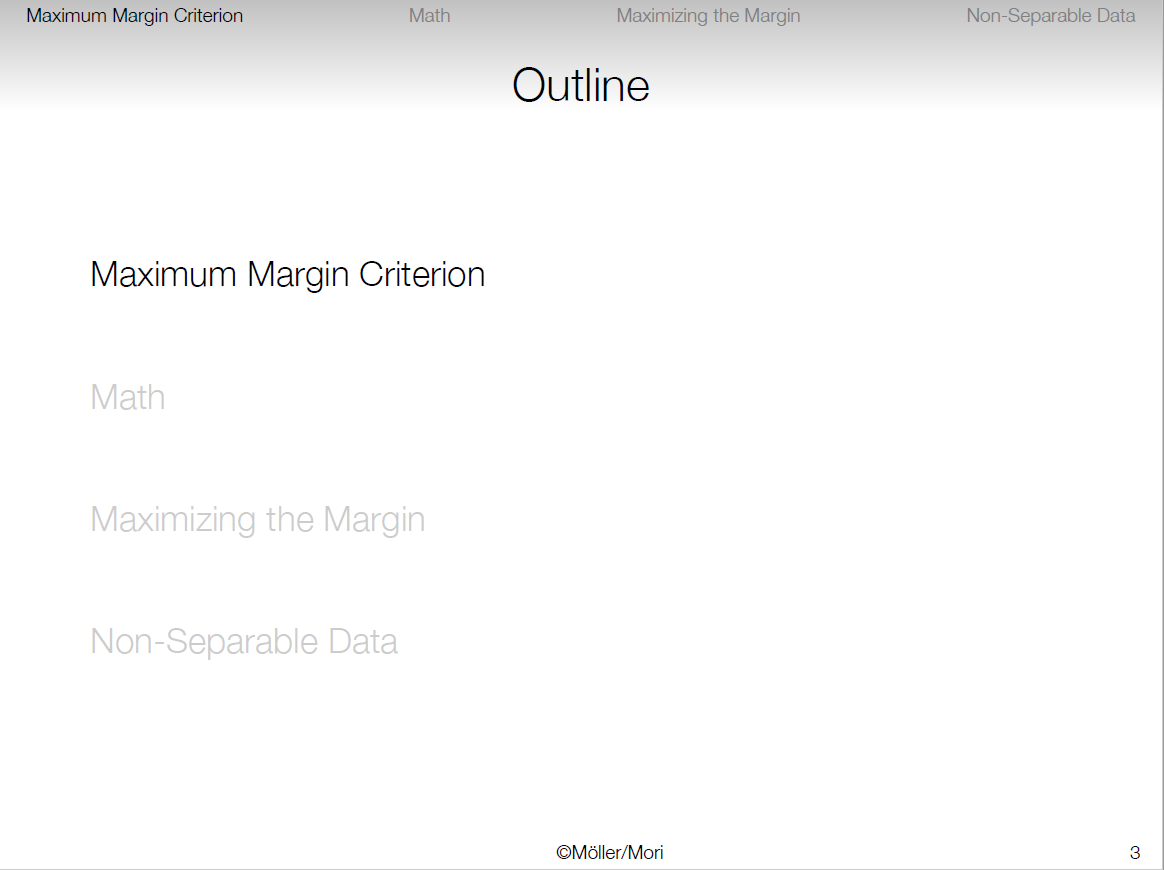 Maximum Margin Criterion Math Maximizing the Margin Non-Separable Data
Outline
Maximum Margin Criterion
Math
Maximizing the Margin
Non-Separable Data
©Möller/Mori 3